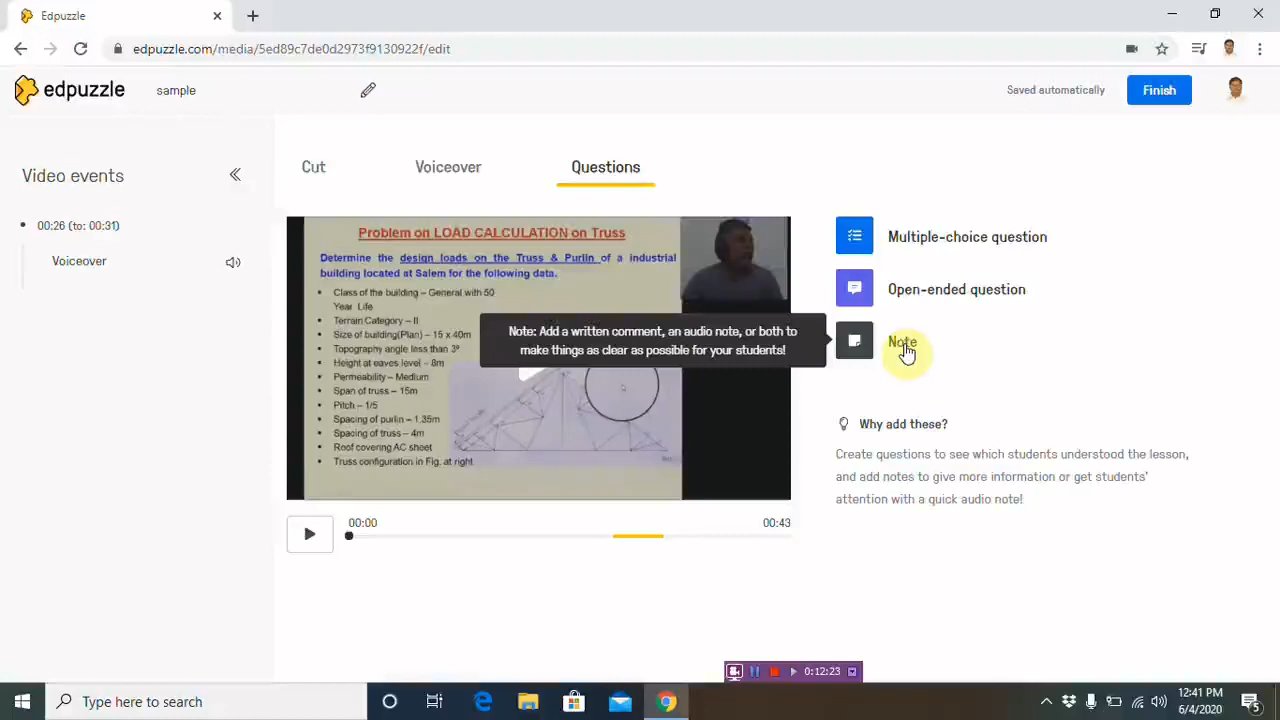 Edpuzzle
edpuzzle.com/media/5ed89c7de0d2973f9130922f/edit
edpuzzle
sample
Saved automatically
Finish
Video events
Cut
Voiceover
Questions
00:26 (to: 00:31)
Voiceover
Problem on LOAD CALCULATION on Truss
Determine the design loads on the Truss & Purlin of a industrial
building located at Salem for the following data.
• Class of the building – General with 50
Year Life
• Terrain Category – II
• Size of building(Plan) – 15 x 40m
• Topography angle less than 3º
• Height at eaves level – 8m
• Permeability – Medium
• Span of truss – 15m
• Pitch – 1/5
• Spacing of purlin – 1.35m
• Spacing of truss – 4m
• Roof covering AC sheet
• Truss configuration in Fig. at right
Note: Add a written comment, an audio note, or both to
make things as clear as possible for your students!
00:00
00:43
Multiple-choice question
Open-ended question
Note
Why add these?
Create questions to see which students understood the lesson,
and add notes to give more information or get students'
attention with a quick audio note!
0:12:23
Type here to search
12:41 PM
6/4/2020
5